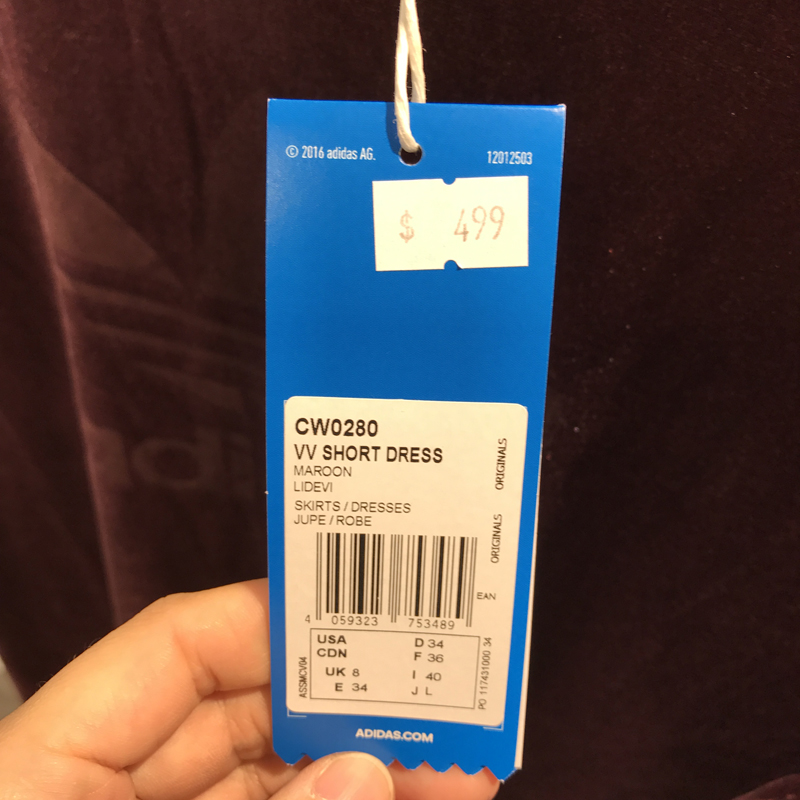 © 2016 adidas AG.
12012503
$ 499
CW0280
VV SHORT DRESS
MAROON
LIDEVI
SKIRTS / DRESSES
JUPE / ROBE
ORIGINALS
ORIGINALS
EAN
4 059323 753489
USA
CDN
UK 8
E 34
D 34
F 36
I 40
J L
ASSMCV04
PO 117431000 34
ADIDAS.COM
adi